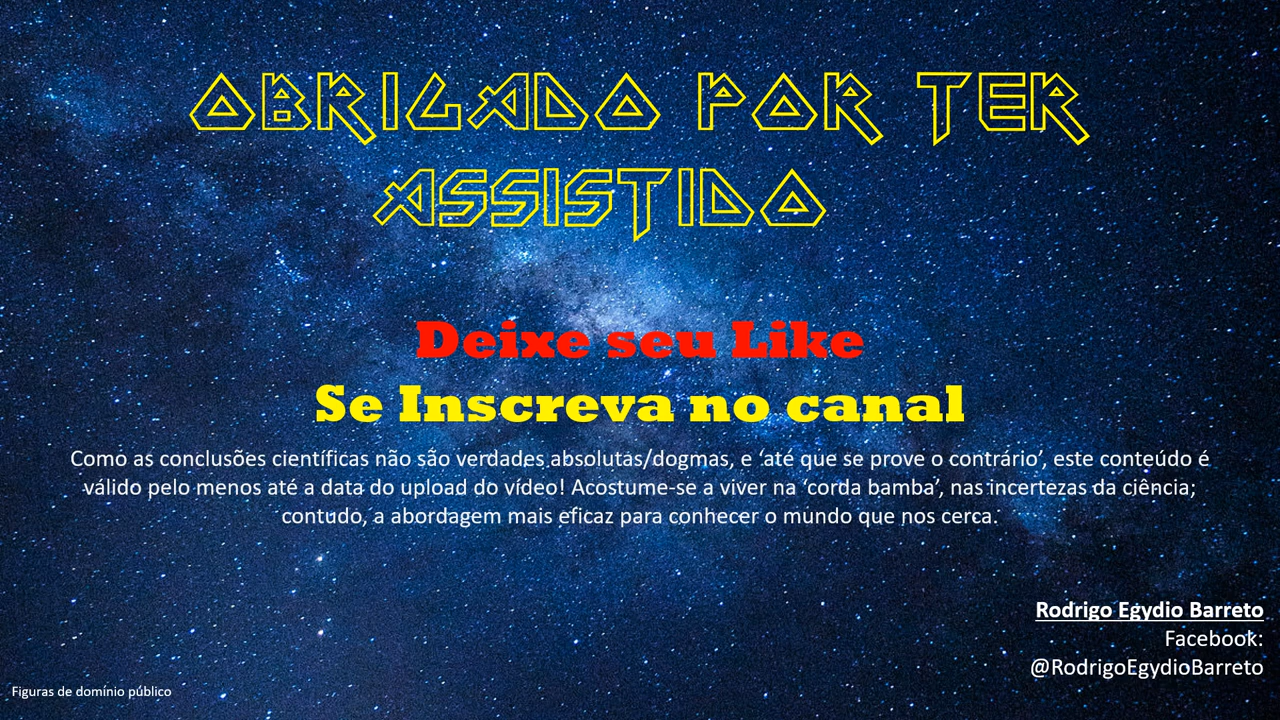 OBRIGADO POR TER
ASSISTIDO
Deixe seu Like
Se Inscreva no canal
Como as conclusões científicas não são verdades absolutas/dogmas, e ‘até que se prove o contrário’, este conteúdo é
válido pelo menos até a data do upload do vídeo! Acostume-se a viver na ‘corda bamba’, nas incertezas da ciência;
contudo, a abordagem mais eficaz para conhecer o mundo que nos cerca.
Rodrigo Egydio Barreto
Facebook:
@RodrigoEgydioBarreto
Figuras de domínio público